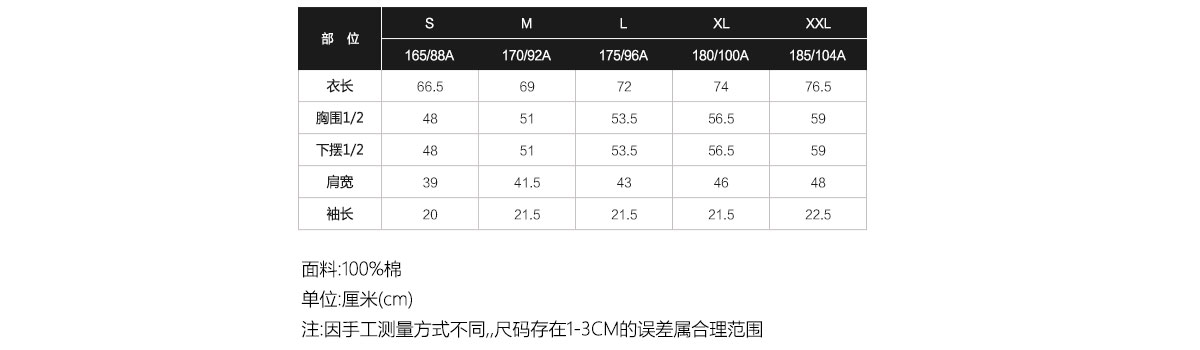 部 位 S M L XL XXL
165/88A 170/92A 175/96A 180/100A 185/104A
衣长 66.5 69 72 74 76.5
胸围1/2 48 51 53.5 56.5 59
下摆1/2 48 51 53.5 56.5 59
肩宽 39 41.5 43 46 48
袖长 20 21.5 21.5 21.5 22.5
面料:100%棉
单位:厘米(cm)
注:因手工测量方式不同,,尺码存在1-3CM的误差属合理范围